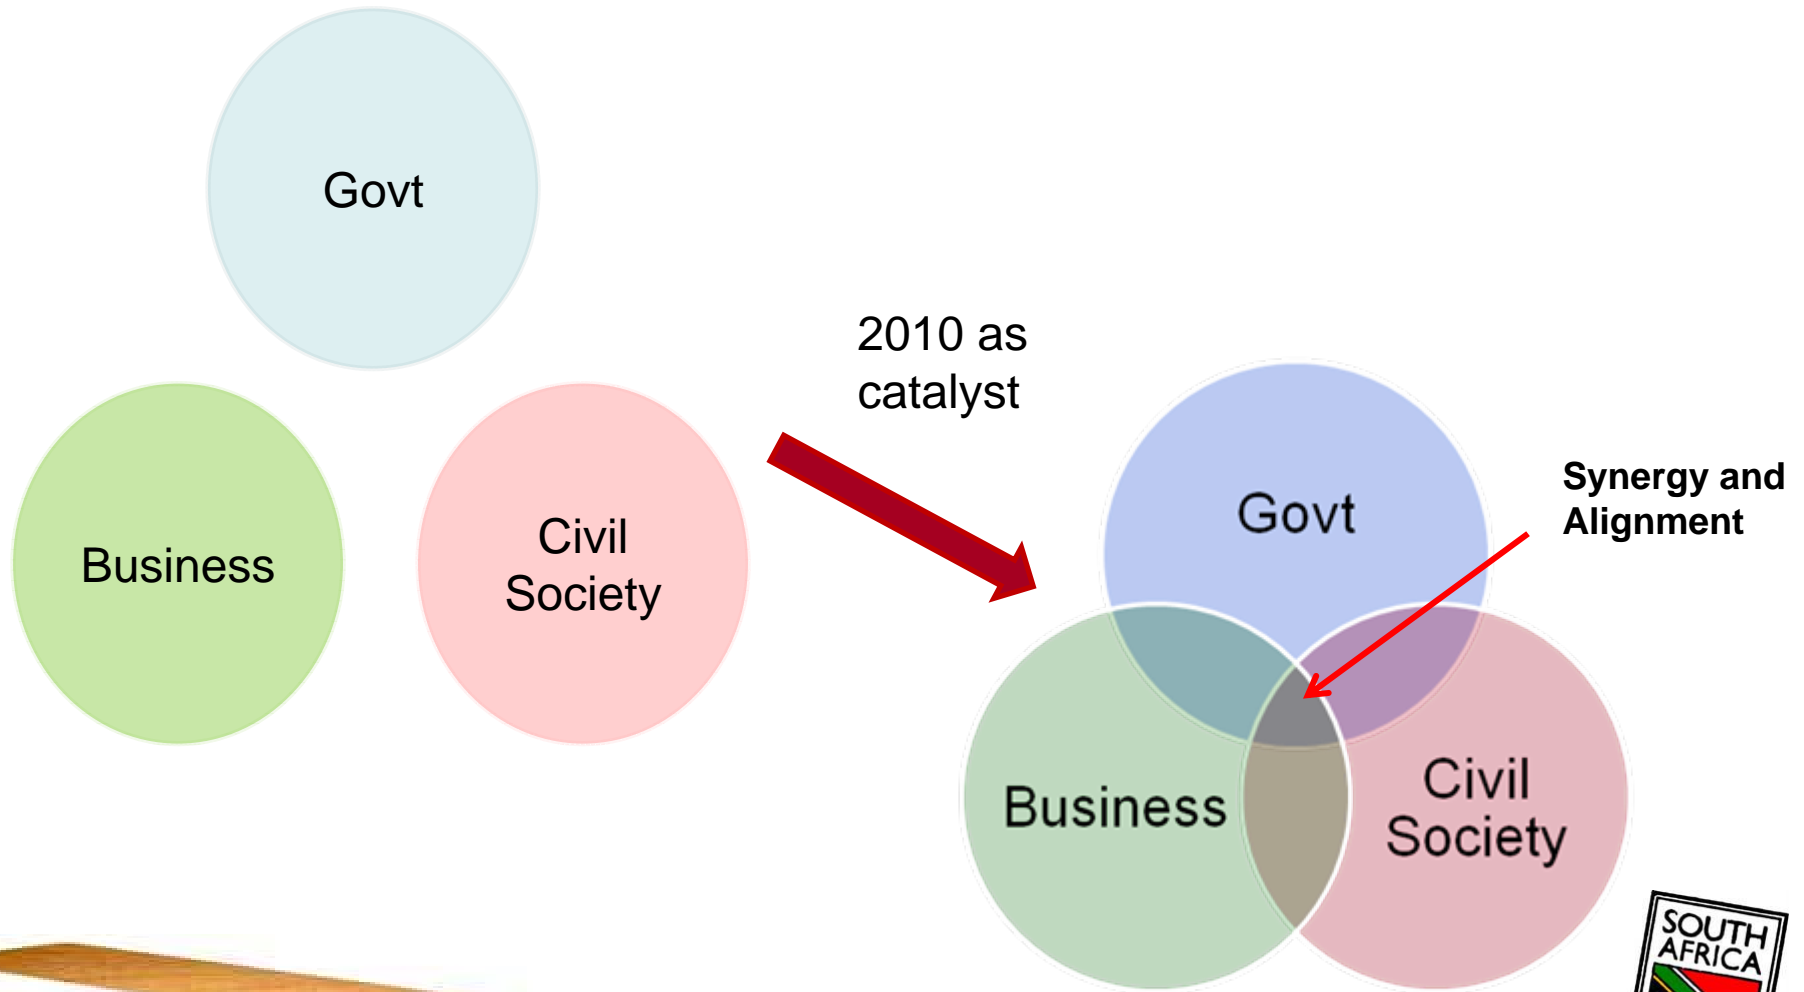 Govt
Business
Civil
Society
2010 as
catalyst
Govt
Synergy and
Alignment
Business
Civil
Society
SOUTH
AFRICA